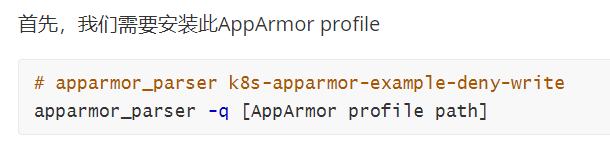 首先，我们需要安装此AppArmor profile
# apparmor_parser k8s-apparmor-example-deny-write
apparmor_parser -q [AppArmor profile path]